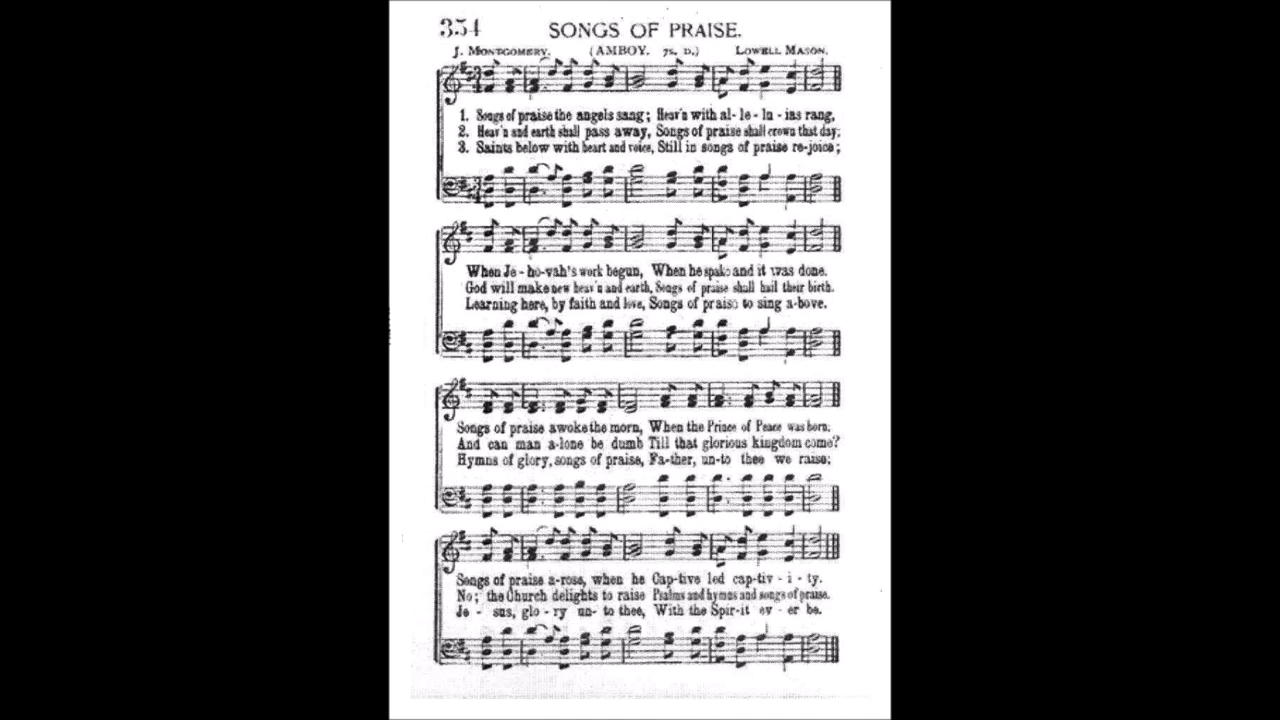 354
SONGS OF PRAISE.
J. MONTGOMERY. (AMBOY. 7s. D.) LOWELL MASON.
1. Songs of praise the angels sang; Heav'n with al- le - lu - ias rang,
2. Heav'n and earth shall pass away, Songs of praise shall crown that day;
3. Saints below with heart and voice, Still in songs of praise re-joice;
When Je - ho-vah's work begun, When he spake and it was done.
God will make new heav'n and earth, Songs of praise shall hail their birth.
Learning here, by faith and love, Songs of praise to sing a-bove.
Songs of praise awoke the morn, When the Prince of Peace was born;
And can man a-lone be dumb Till that glorious kingdom come?
Hymns of glory, songs of praise, Fa-ther, un-to thee we raise;
Songs of praise a-rose, when he Cap-tive led cap-tiv - i - ty.
No; the Church delights to raise Psalms and hymns and songs of praise.
Je - sus, glo - ry un- to thee, With the Spir-it ev - er be.